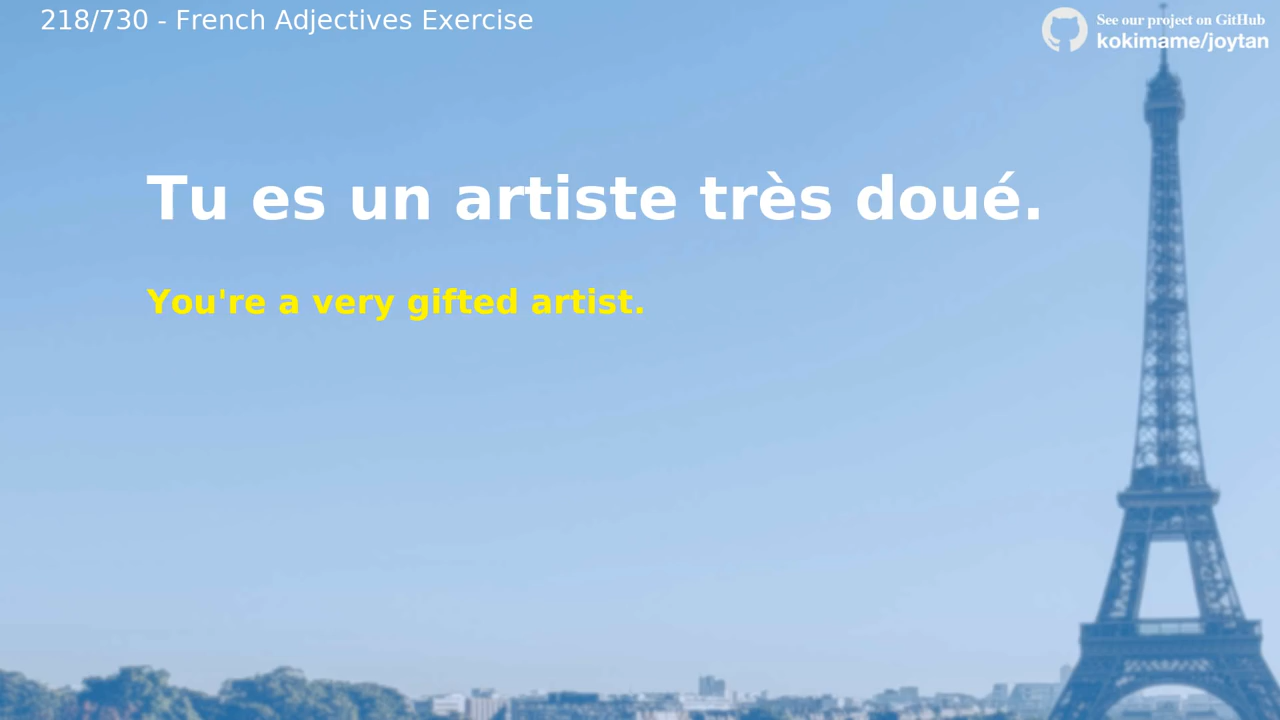 218/730 - French Adjectives Exercise
See our project on GitHub
kokimame/joytan
Tu es un artiste très doué.
You're a very gifted artist.